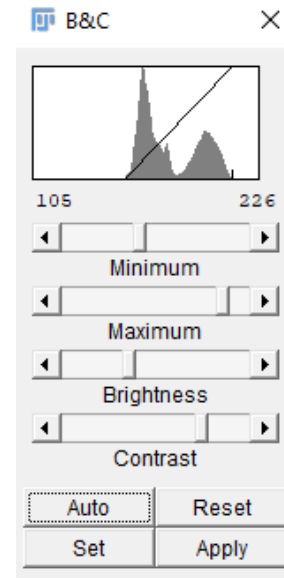 B&C
105 226
Minimum
Maximum
Brightness
Contrast
Auto Reset
Set Apply